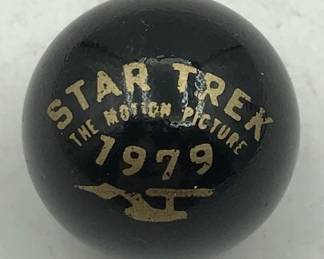 STAR TREK
THE MOTION PICTURE
1979